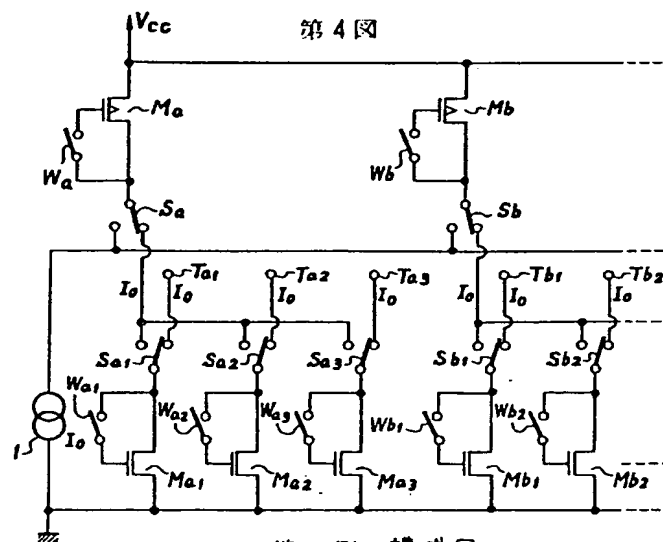 第4図
Vcc
Ma
Mb
Wa
Wb
Sa
Sb
Ta1
Ta2
Ta3
Tb1
Tb2
Io
Io
Io
Io
Io
Io
Io
Sa1
Sa2
Sa3
Sb1
Sb2
Wa1
Wa2
Wa3
Wb1
Wb2
1
Io
Ma1
Ma2
Ma3
Mb1
Mb2